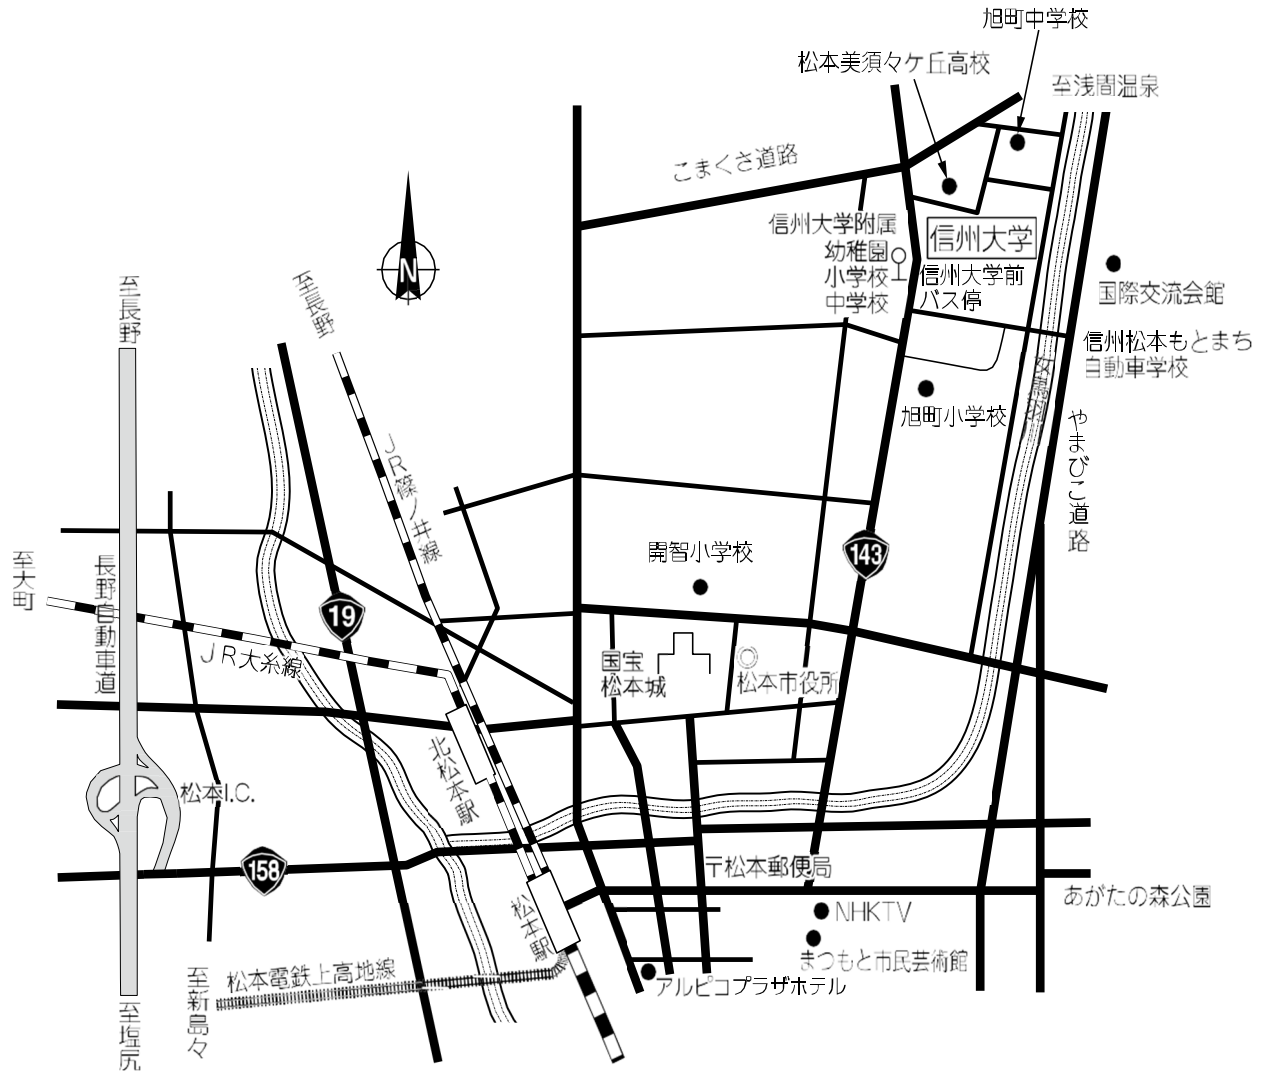 旭町中学校
松本美須々ケ丘高校
至浅間温泉
こまくさ道路
信州大学附属
幼稚園
小学校
中学校
信州大学
信州大学前
バス停
国際交流会館
信州松本もとまち
自動車学校
女鳥羽川
旭町小学校
やまびこ道路
N
至長野
至長野
JR篠ノ井線
至大町
長野自動車道
19
JR大糸線
開智小学校
143
国宝
松本城
松本市役所
北松本駅
松本I.C.
158
〒松本郵便局
あがたの森公園
NHKTV
まつもと市民芸術館
アルピコプラザホテル
松本駅
松本電鉄上高地線
至新島々
至塩尻